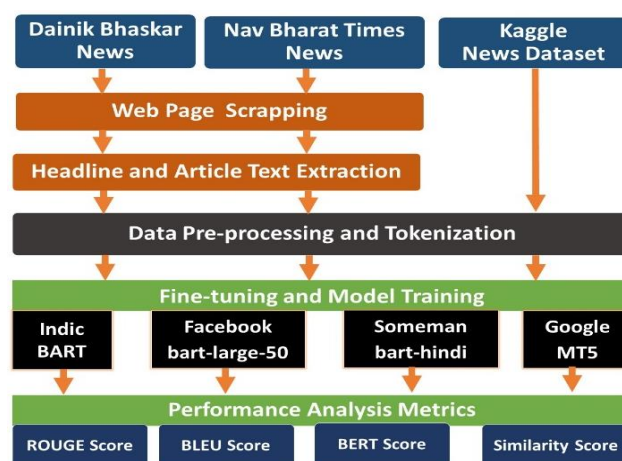 Dainik Bhaskar
News
Nav Bharat Times
News
Kaggle
News Dataset
Web Page Scrapping
Headline and Article Text Extraction
Data Pre-processing and Tokenization
Fine-tuning and Model Training
Indic
BART
Facebook
bart-large-50
Someman
bart-hindi
Google
MT5
Performance Analysis Metrics
ROUGE Score
BLEU Score
BERT Score
Similarity Score